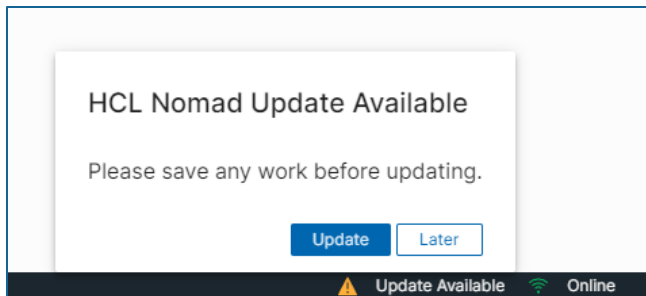 HCL Nomad Update Available
Please save any work before updating.
Update Later
Update Available Online